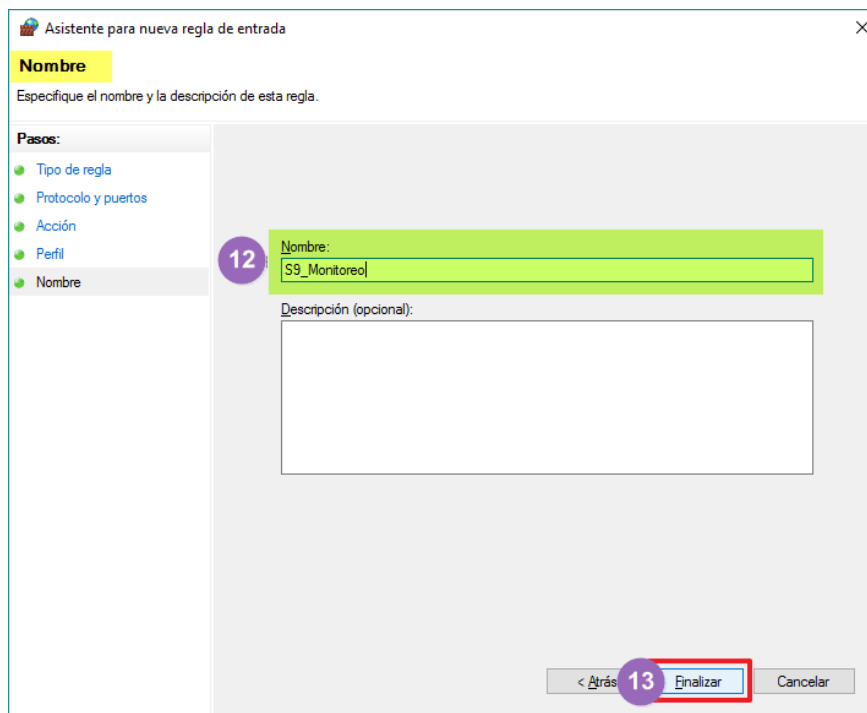 Asistente para nueva regla de entrada
Nombre
Especifique el nombre y la descripción de esta regla.
Pasos:
Tipo de regla
Protocolo y puertos
Acción
Perfil
Nombre
12
Nombre:
S9_Monitoreo
Descripción (opcional):
< Atrás
13
Finalizar
Cancelar